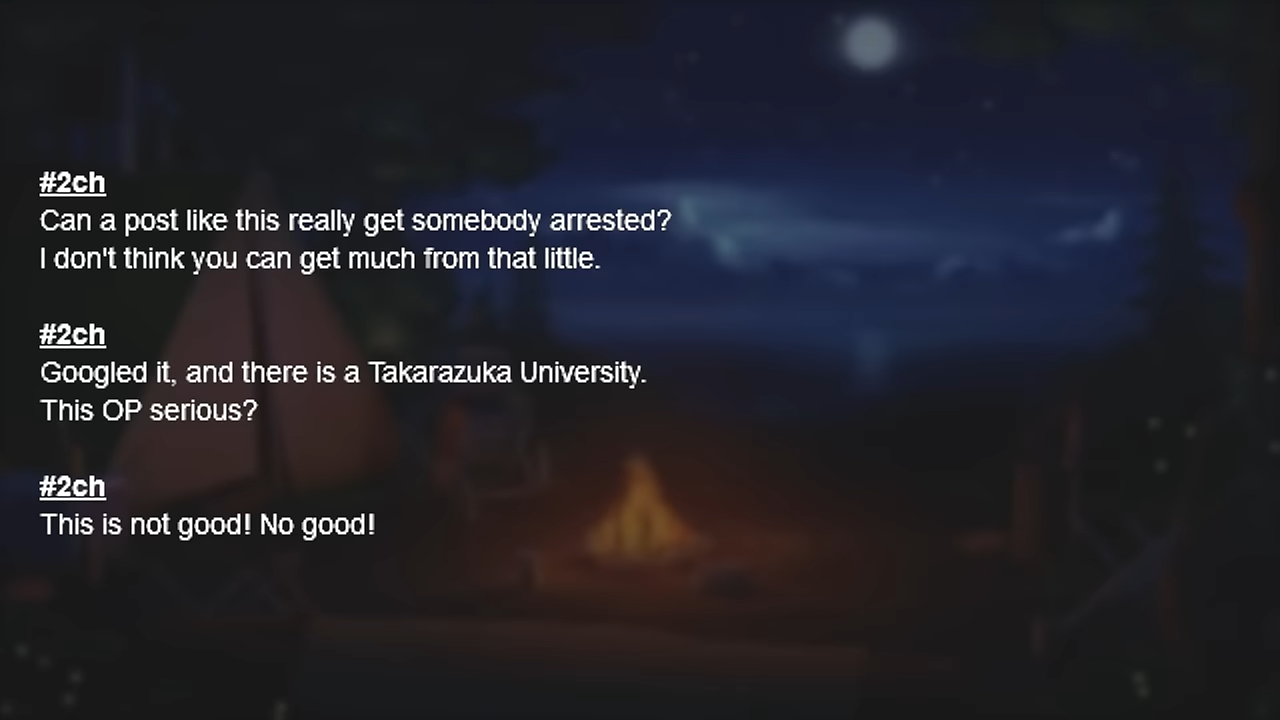 #2ch
Can a post like this really get somebody arrested?
I don't think you can get much from that little.
#2ch
Googled it, and there is a Takarazuka University.
This OP serious?
#2ch
This is not good! No good!